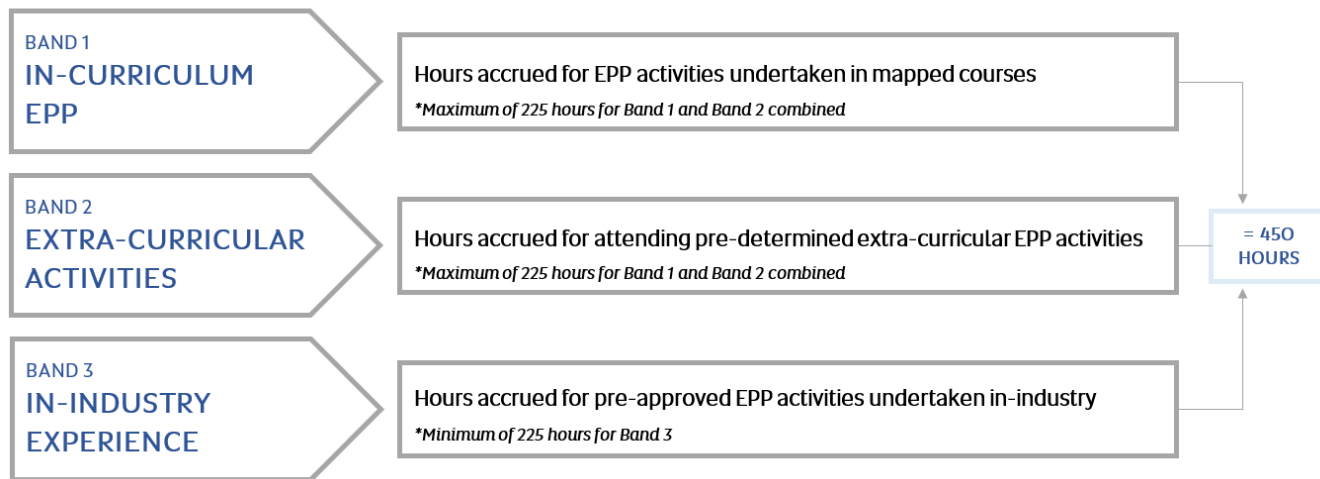 BAND 1
IN-CURRICULUM
EPP
Hours accrued for EPP activities undertaken in mapped courses
*Maximum of 225 hours for Band 1 and Band 2 combined
BAND 2
EXTRA-CURRICULAR
ACTIVITIES
Hours accrued for attending pre-determined extra-curricular EPP activities
*Maximum of 225 hours for Band 1 and Band 2 combined
= 450
HOURS
BAND 3
IN-INDUSTRY
EXPERIENCE
Hours accrued for pre-approved EPP activities undertaken in-industry
*Minimum of 225 hours for Band 3